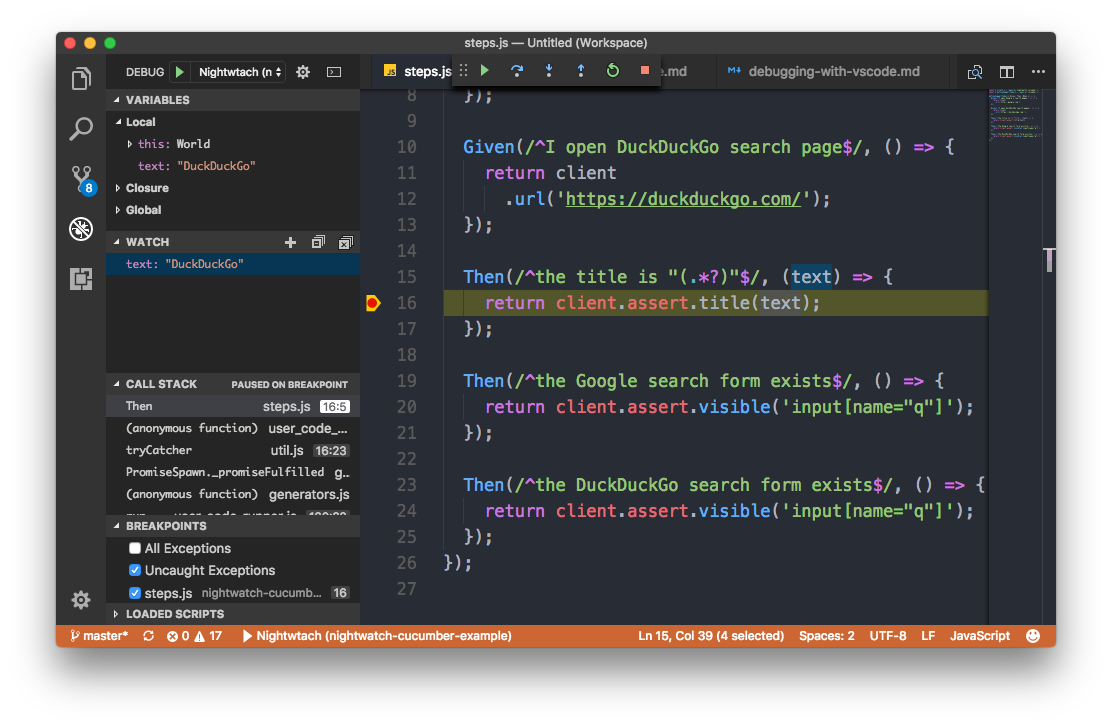 steps.js — Untitled (Workspace)
DEBUG Nightwtach (n
VARIABLES
Local
this: World
text: "DuckDuckGo"
Closure
Global
WATCH
text: "DuckDuckGo"
CALL STACK PAUSED ON BREAKPOINT
Then steps.js 16:5
(anonymous function) user_code_...
tryCatcher util.js 16:23
PromiseSpawn._promiseFulfilled g...
(anonymous function) generators.js
BREAKPOINTS
All Exceptions
Uncaught Exceptions
steps.js nightwatch-cucumb... 16
LOADED SCRIPTS
8
JS steps.js e.md M↓ debugging-with-vscode.md
8 });
9
10 Given(/^I open DuckDuckGo search page$/, () => {
11 return client
12 .url('https://duckduckgo.com/');
13 });
14
15 Then(/^the title is "(.*?)"$/, (text) => {
16 return client.assert.title(text);
17 });
18
19 Then(/^the Google search form exists$/, () => {
20 return client.assert.visible('input[name="q"]');
21 });
22
23 Then(/^the DuckDuckGo search form exists$/, () => {
24 return client.assert.visible('input[name="q"]');
25 });
26 });
27
master* 0 17 Nightwtach (nightwatch-cucumber-example) Ln 15, Col 39 (4 selected) Spaces: 2 UTF-8 LF JavaScript